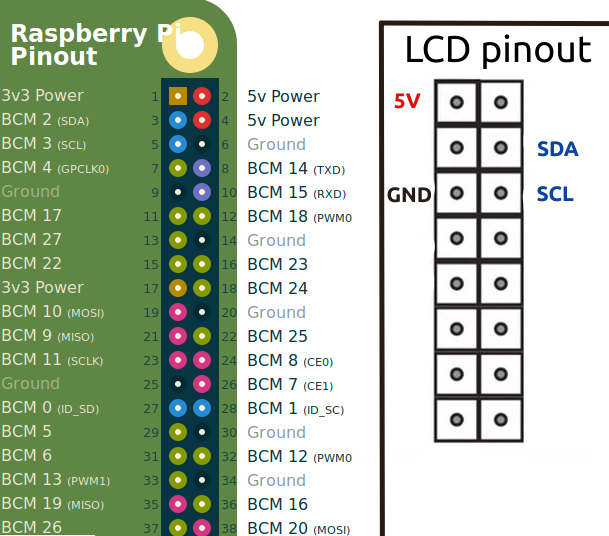 Raspberry Pi
Pinout
3v3 Power 1 2 5v Power
BCM 2 (SDA) 3 4 5v Power
BCM 3 (SCL) 5 6 Ground
BCM 4 (GPCLK0) 7 8 BCM 14 (TXD)
Ground 9 10 BCM 15 (RXD)
BCM 17 11 12 BCM 18 (PWM0
BCM 27 13 14 Ground
BCM 22 15 16 BCM 23
3v3 Power 17 18 BCM 24
BCM 10 (MOSI) 19 20 Ground
BCM 9 (MISO) 21 22 BCM 25
BCM 11 (SCLK) 23 24 BCM 8 (CE0)
Ground 25 26 BCM 7 (CE1)
BCM 0 (ID_SD) 27 28 BCM 1 (ID_SC)
BCM 5 29 30 Ground
BCM 6 31 32 BCM 12 (PWM0
BCM 13 (PWM1) 33 34 Ground
BCM 19 (MISO) 35 36 BCM 16
BCM 26 37 38 BCM 20 (MOSI)
LCD pinout
5V
SDA
GND SCL